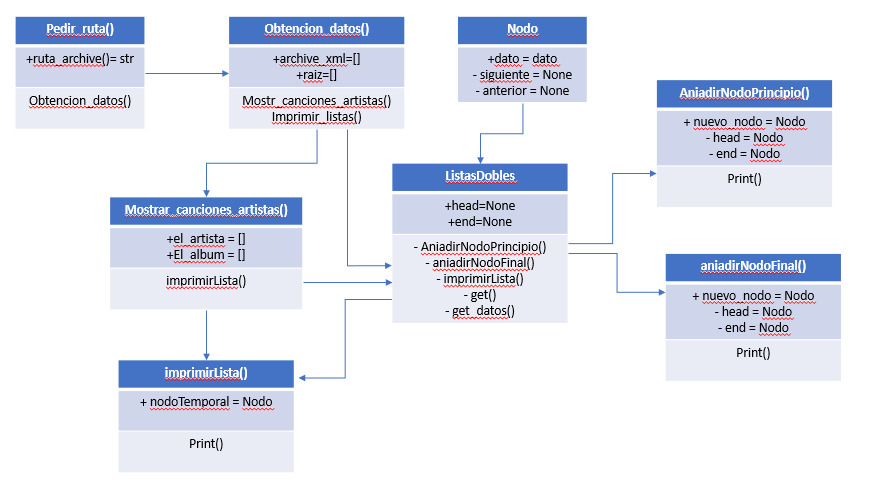 Pedir_ruta()
+ruta_archive()= str
Obtencion_datos()
Obtencion_datos()
+archive_xml=[]
+raiz=[]
Mostr_canciones_artistas()
Imprimir_listas()
Nodo
+dato = dato
- siguiente = None
- anterior = None
AniadirNodoPrincipio()
+ nuevo_nodo = Nodo
- head = Nodo
- end = Nodo
Print()
ListasDobles
+head=None
+end=None
- AniadirNodoPrincipio()
- aniadirNodoFinal()
- imprimirLista()
- get()
- get_datos()
Mostrar_canciones_artistas()
+el_artista = []
+El_album = []
imprimirLista()
aniadirNodoFinal()
+ nuevo_nodo = Nodo
- head = Nodo
- end = Nodo
Print()
imprimirLista()
+ nodoTemporal = Nodo
Print()